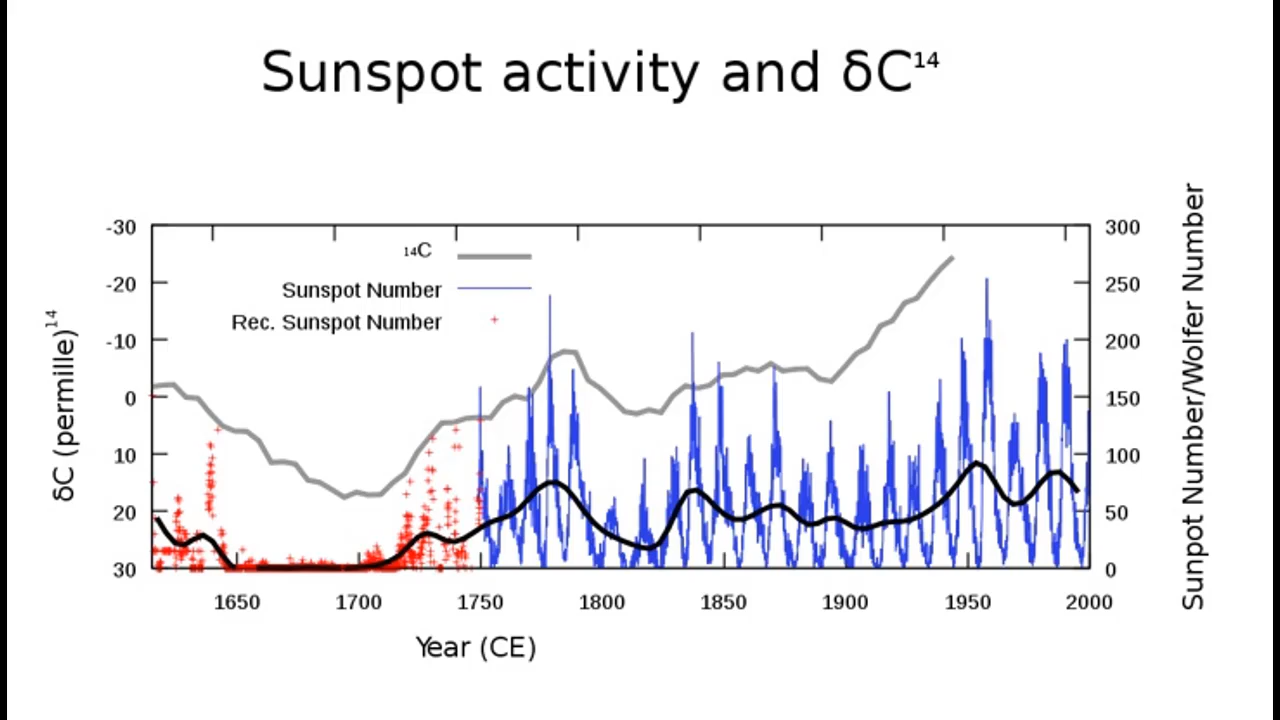 Sunspot activity and δC¹⁴
δC (permille)¹⁴
-30
-20
-10
0
10
20
30
¹⁴C
Sunspot Number
Rec. Sunspot Number
300
250
200
150
100
50
0
Sunpot Number/Wolfer Number
1650 1700 1750 1800 1850 1900 1950 2000
Year (CE)